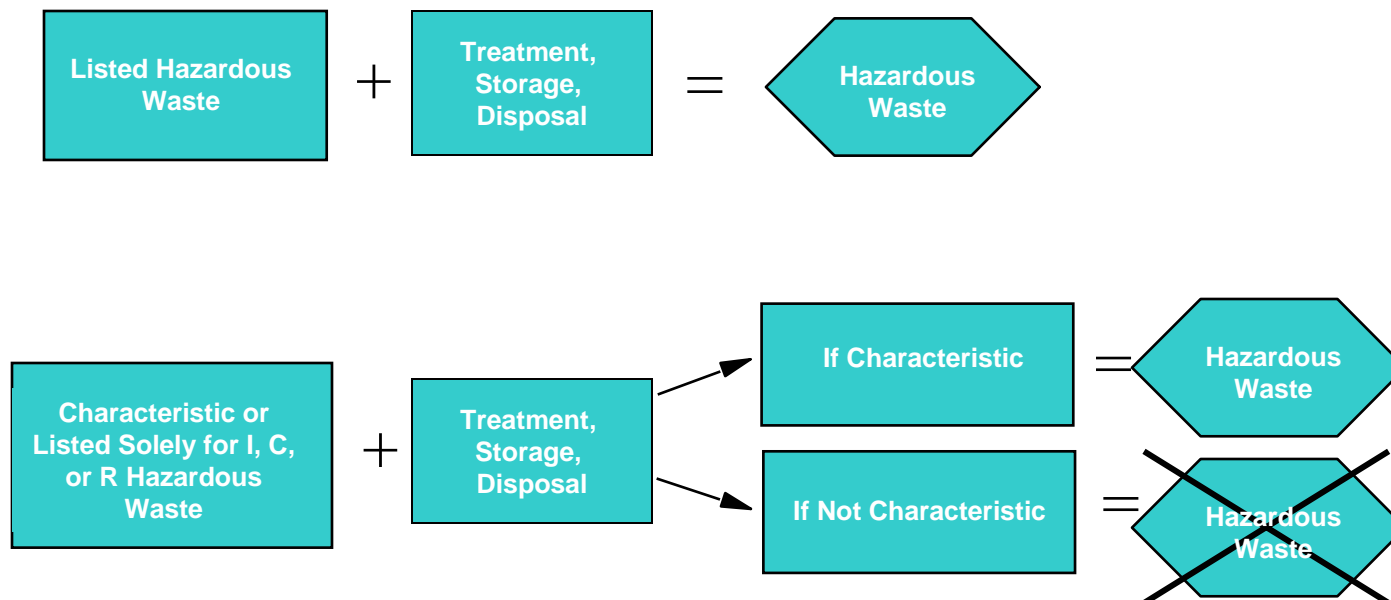 Listed Hazardous
Waste
+
Treatment,
Storage,
Disposal
=
Hazardous
Waste
Characteristic or
Listed Solely for I, C,
or R Hazardous
Waste
+
Treatment,
Storage,
Disposal
If Characteristic
=
Hazardous
Waste
If Not Characteristic
=
Hazardous
Waste